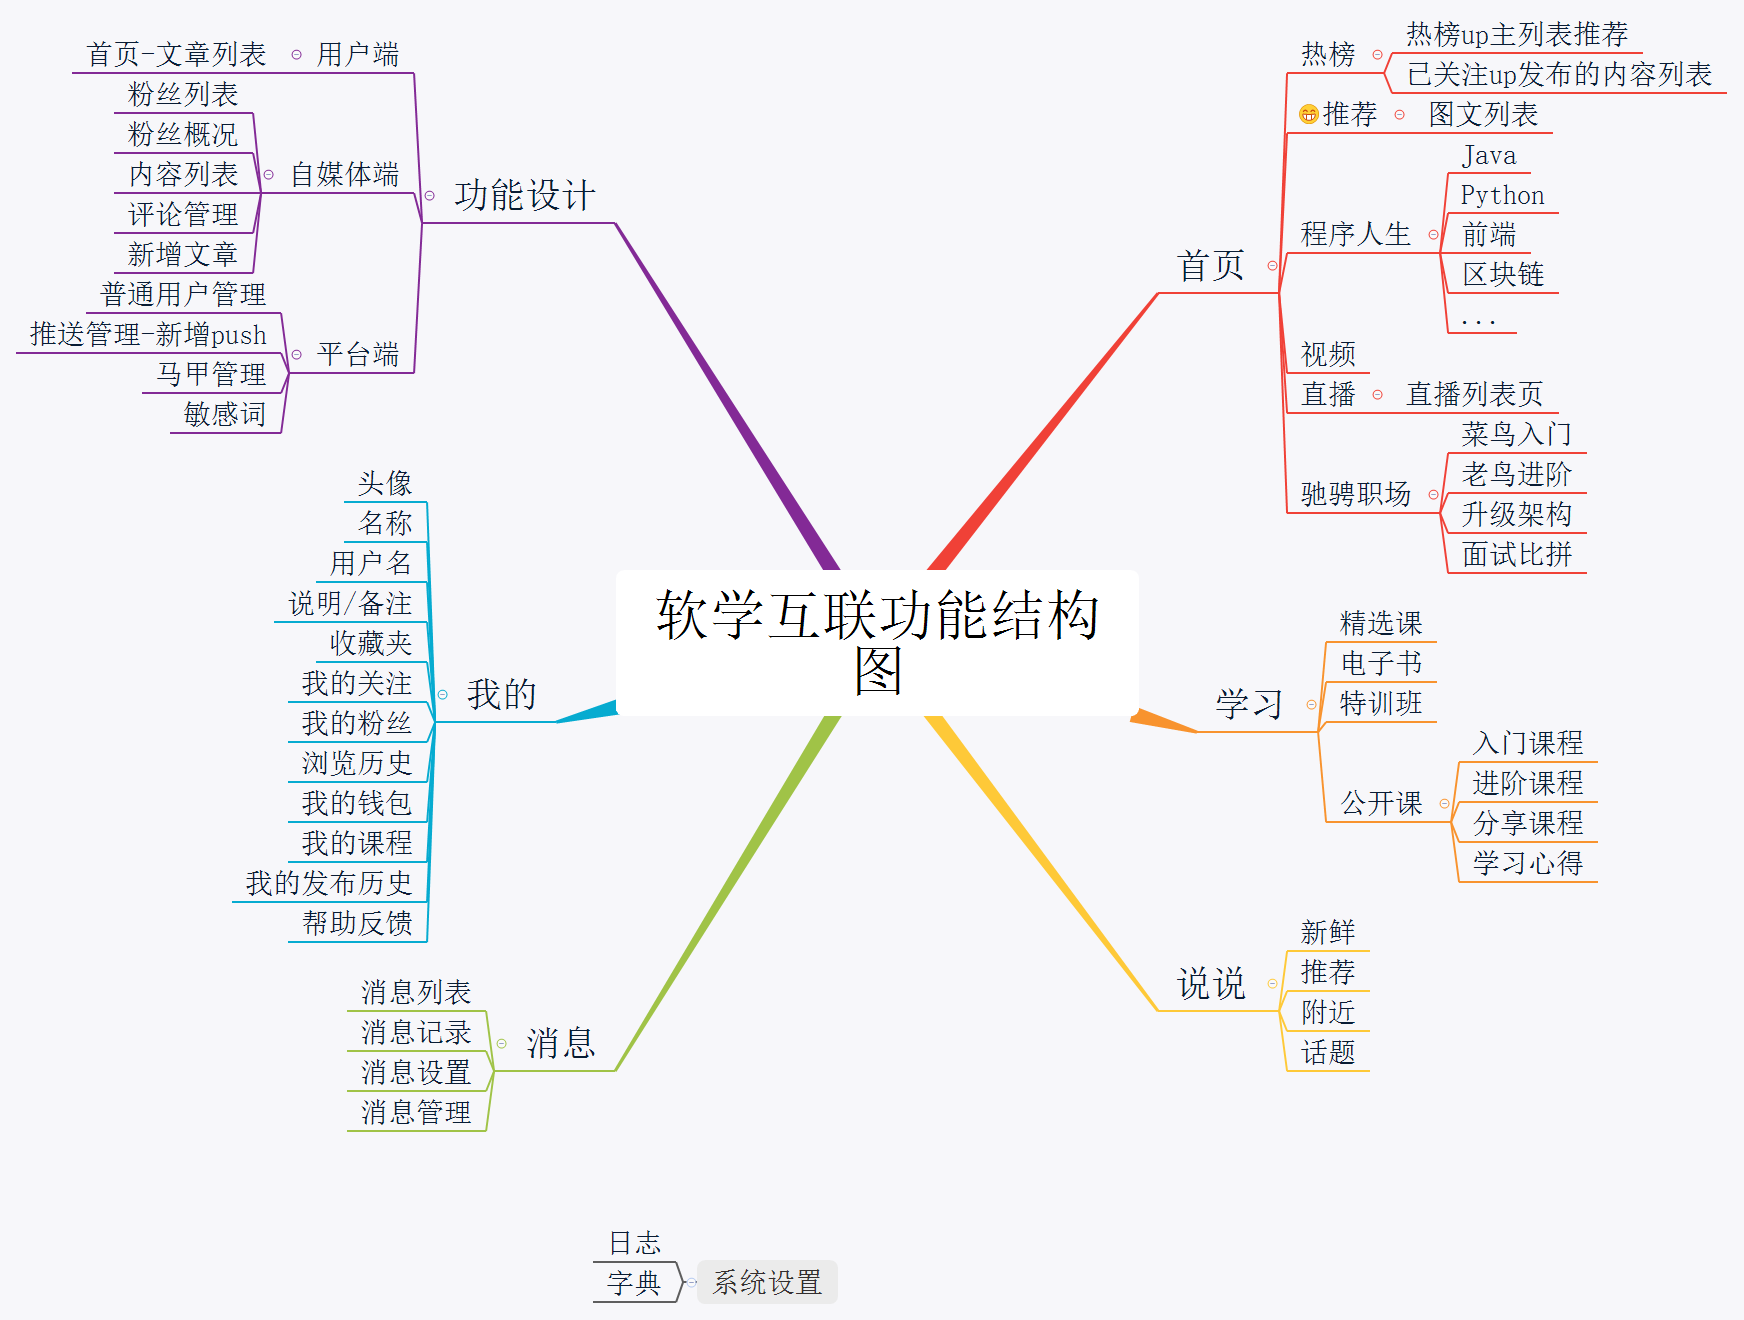 软学互联功能结构
图
首页
热榜
热榜up主列表推荐
已关注up发布的内容列表
推荐
图文列表
程序人生
Java
Python
前端
区块链
...
视频
直播
直播列表页
驰骋职场
菜鸟入门
老鸟进阶
升级架构
面试比拼
学习
精选课
电子书
特训班
公开课
入门课程
进阶课程
分享课程
学习心得
说说
新鲜
推荐
附近
话题
功能设计
用户端
首页-文章列表
自媒体端
粉丝列表
粉丝概况
内容列表
评论管理
新增文章
平台端
普通用户管理
推送管理-新增push
马甲管理
敏感词
我的
头像
名称
用户名
说明/备注
收藏夹
我的关注
我的粉丝
浏览历史
我的钱包
我的课程
我的发布历史
帮助反馈
消息
消息列表
消息记录
消息设置
消息管理
系统设置
日志
字典